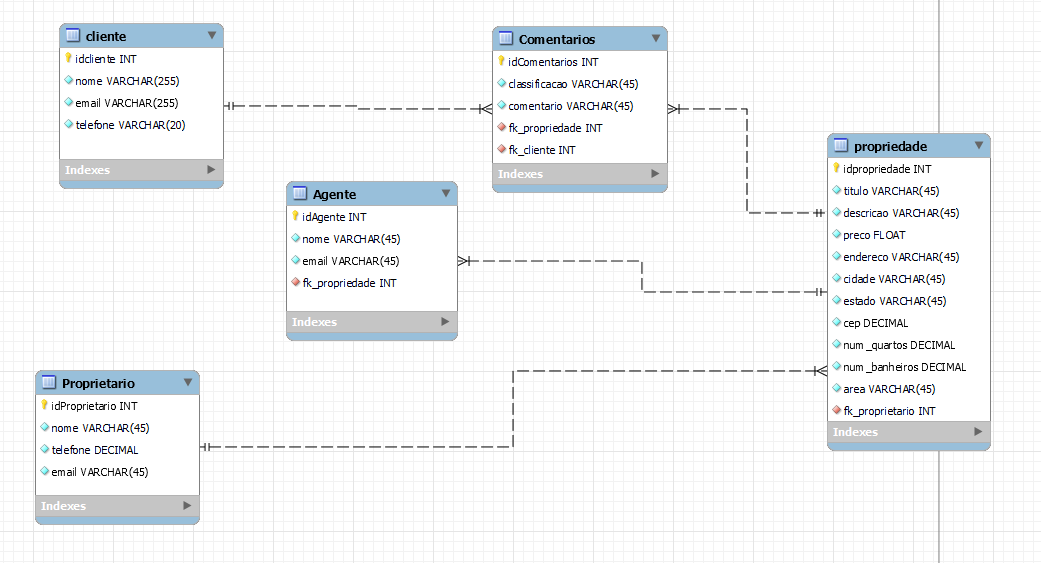 cliente
idcliente INT
nome VARCHAR(255)
email VARCHAR(255)
telefone VARCHAR(20)
Indexes
Comentarios
idComentarios INT
classificacao VARCHAR(45)
comentario VARCHAR(45)
fk_propriedade INT
fk_cliente INT
Indexes
Agente
idAgente INT
nome VARCHAR(45)
email VARCHAR(45)
fk_propriedade INT
Indexes
propriedade
idpropriedade INT
titulo VARCHAR(45)
descricao VARCHAR(45)
preco FLOAT
endereco VARCHAR(45)
cidade VARCHAR(45)
estado VARCHAR(45)
cep DECIMAL
num_quartos DECIMAL
num_banheiros DECIMAL
area VARCHAR(45)
fk_proprietario INT
Indexes
Proprietario
idProprietario INT
nome VARCHAR(45)
telefone DECIMAL
email VARCHAR(45)
Indexes